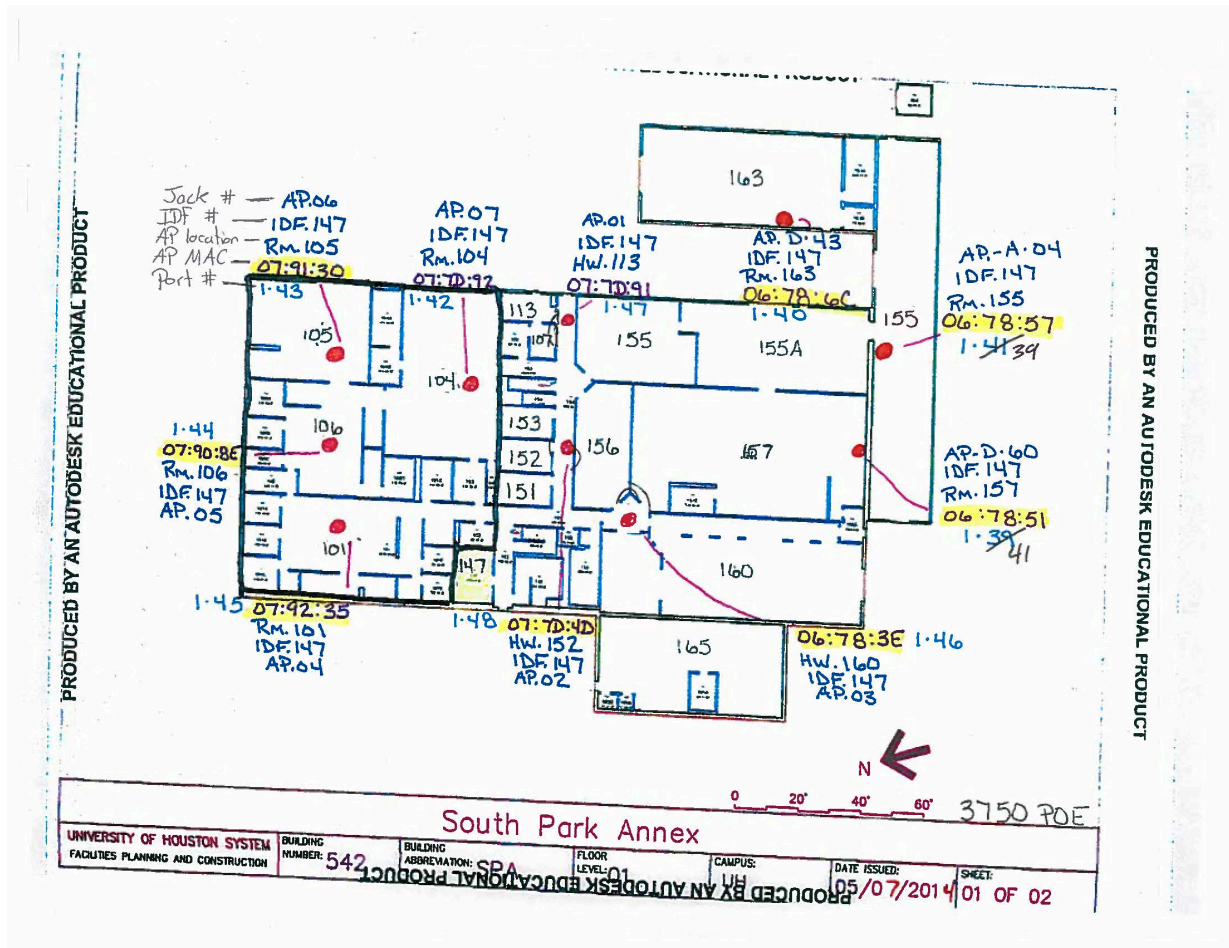 EDUCATIONAL PRODUCT
163
Jack # — AP.06
IDF # — IDF.147
AP location — Rm.105
AP MAC — 07:91:30
Port # — 1·43
AP.07
IDF.147
Rm.104
07:7D:92
1·42
AP.01
IDF.147
HW.113
07:7D:91
1·47
AP. D·43
IDF.147
Rm.163
06:78:6C
1·40
AP.-A·04
IDF.147
Rm.155
06:78:57
1·41 39
113
107
155
155A
155
105
104
106
153
152
151
156
157
1·44
07:90:8E
Rm.106
IDF.147
AP.05
AP-D·60
IDF.147
Rm.157
06:78:51
1·39
41
101
147
160
1·45 07:92:35
Rm.101
IDF.147
AP.04
1·48 07:7D:4D
HW.152
IDF.147
AP.02
165
06:78:3E 1·46
HW.160
IDF.147
AP.03
PRODUCED BY AN AUTODESK EDUCATIONAL PRODUCT
PRODUCED BY AN AUTODESK EDUCATIONAL PRODUCT
N
0 20' 40' 60'
3750 POE
South Park Annex
UNIVERSITY OF HOUSTON SYSTEM
FACILITIES PLANNING AND CONSTRUCTION
BUILDING
NUMBER: 542
BUILDING
ABBREVIATION: SPA
FLOOR
LEVEL: 01
CAMPUS:
UH
DATE ISSUED:
05/07/2014
SHEET:
01 OF 02
PRODUCED BY AN AUTODESK EDUCATIONAL PRODUCT